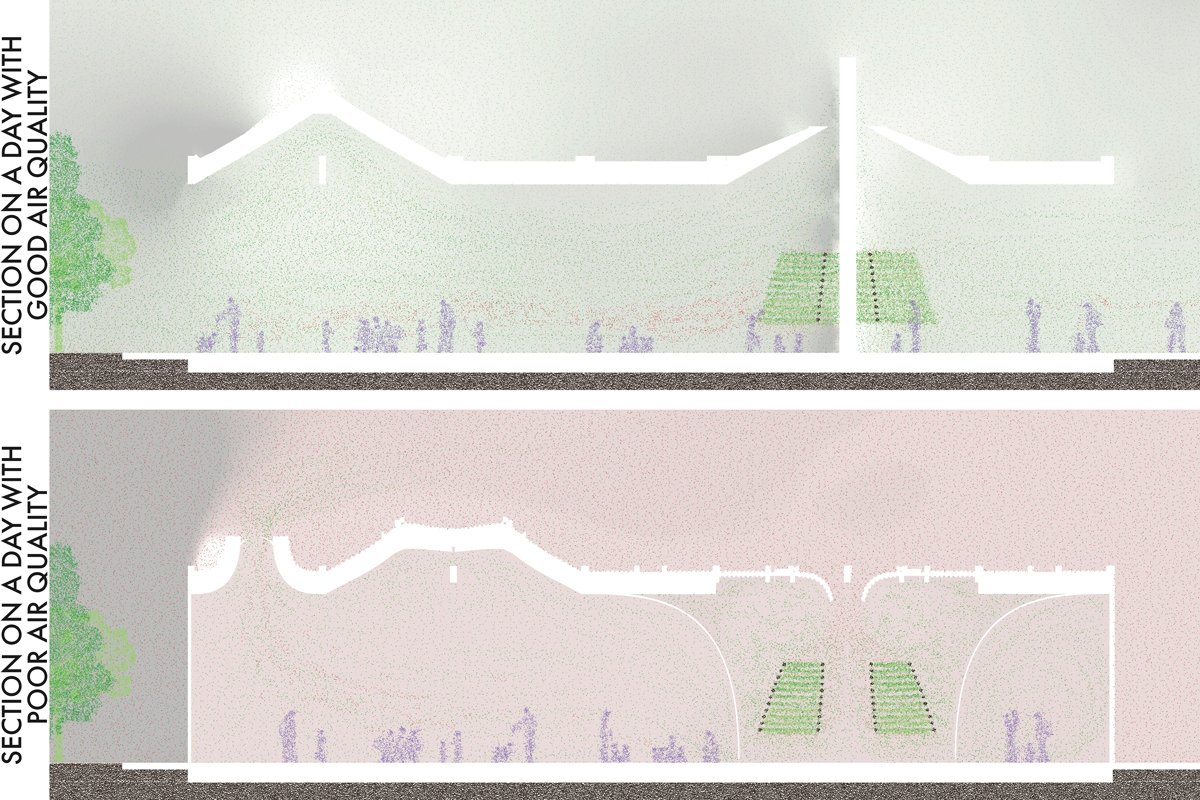 SECTION ON A DAY WITH
GOOD AIR QUALITY
SECTION ON A DAY WITH
POOR AIR QUALITY